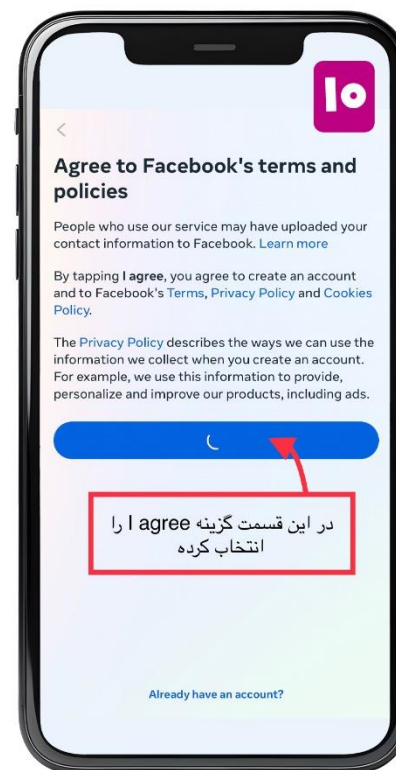 10
Agree to Facebook's terms and
policies
People who use our service may have uploaded your
contact information to Facebook. Learn more
By tapping I agree, you agree to create an account
and to Facebook's Terms, Privacy Policy and Cookies
Policy.
The Privacy Policy describes the ways we can use the
information we collect when you create an account.
For example, we use this information to provide,
personalize and improve our products, including ads.
در این قسمت گزینه I agree را
انتخاب کرده
Already have an account?